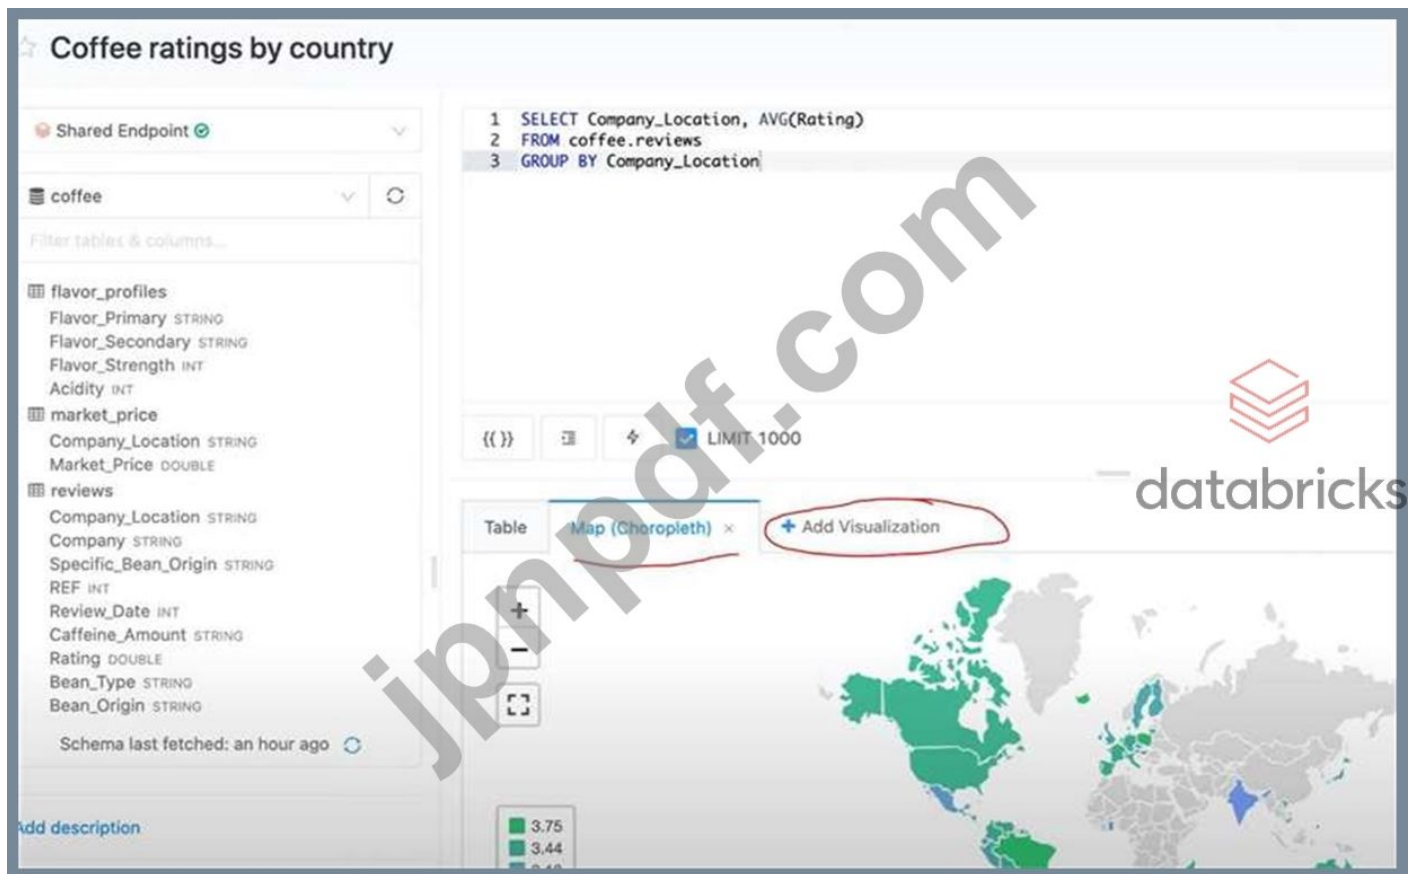 Coffee ratings by country
Shared Endpoint
coffee
Filter tables & columns...
flavor_profiles
Flavor_Primary STRING
Flavor_Secondary STRING
Flavor_Strength INT
Acidity INT
market_price
Company_Location STRING
Market_Price DOUBLE
reviews
Company_Location STRING
Company STRING
Specific_Bean_Origin STRING
REF INT
Review_Date INT
Caffeine_Amount STRING
Rating DOUBLE
Bean_Type STRING
Bean_Origin STRING
Schema last fetched: an hour ago
Add description
1 SELECT Company_Location, AVG(Rating)
2 FROM coffee.reviews
3 GROUP BY Company_Location
{{ }}
LIMIT 1000
databricks
Table
Map (Choropleth) ×
+ Add Visualization
+
−
3.75
3.44
jpnpdf.com